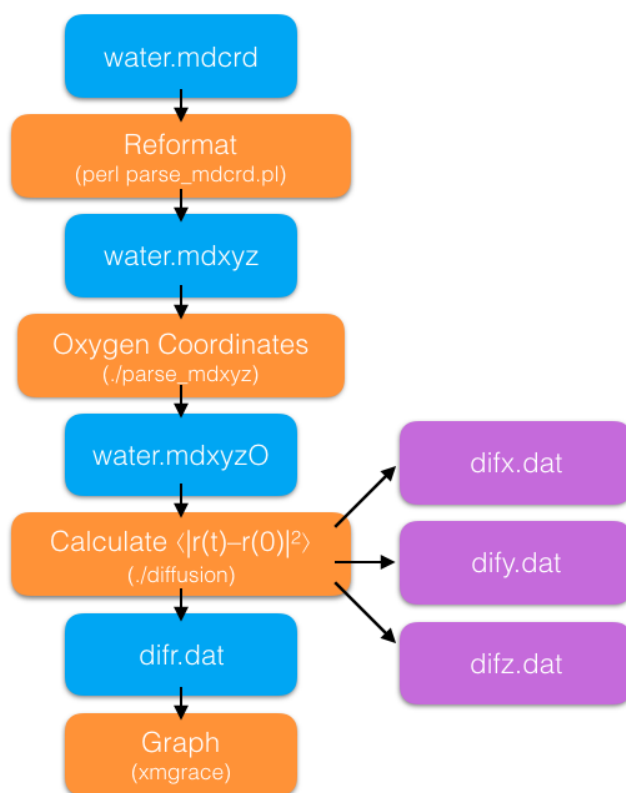 water.mdcrd
Reformat
(perl parse_mdcrd.pl)
water.mdxyz
Oxygen Coordinates
(./parse_mdxyz)
water.mdxyzO
difx.dat
Calculate ⟨|r(t)–r(0)|²⟩
(./diffusion)
dify.dat
difr.dat
difz.dat
Graph
(xmgrace)